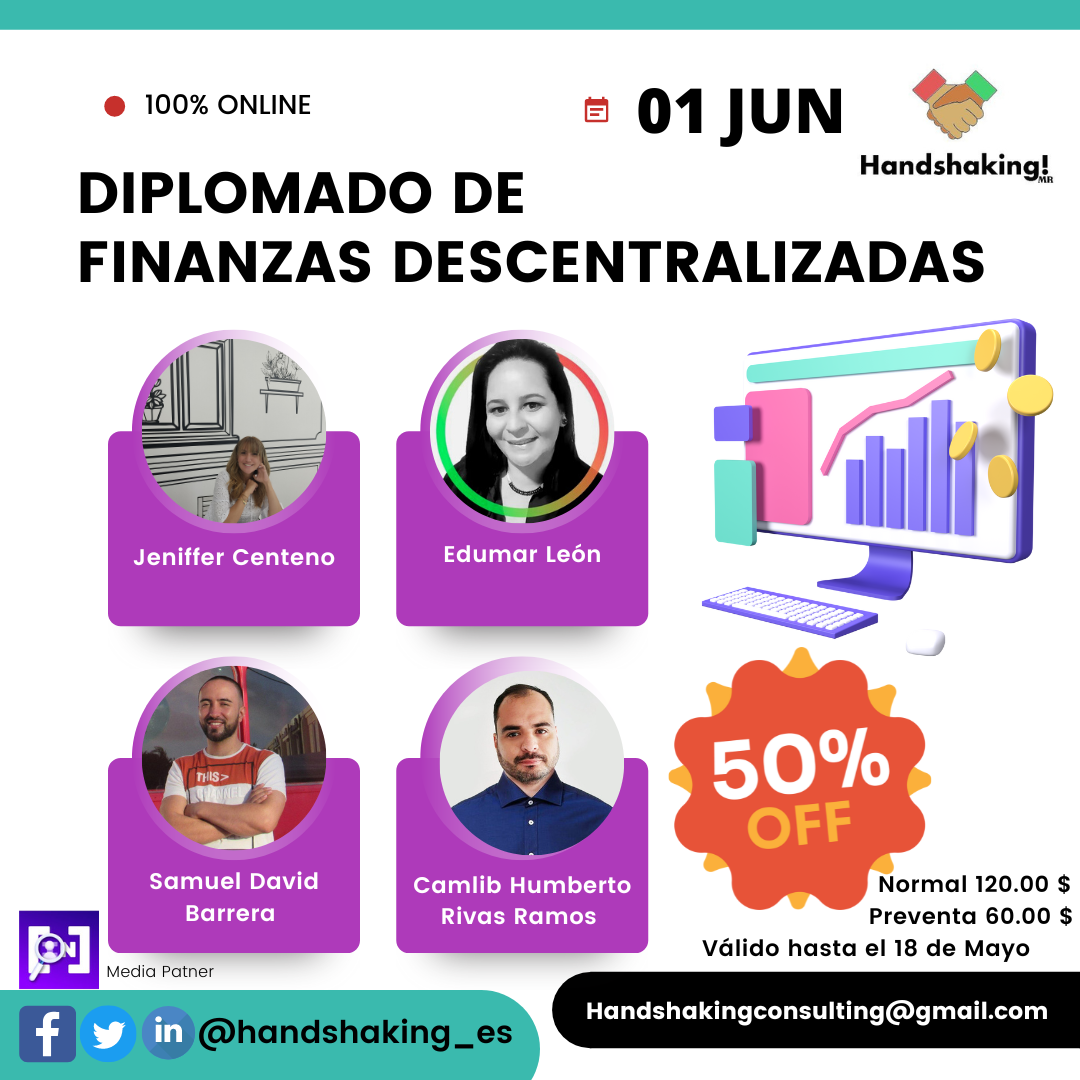 100% ONLINE
01 JUN
Handshaking!
MR
DIPLOMADO DE
FINANZAS DESCENTRALIZADAS
Jeniffer Centeno
Edumar León
THIS>
Samuel David
Barrera
Camlib Humberto
Rivas Ramos
50%
OFF
Normal 120.00 $
Preventa 60.00 $
Válido hasta el 18 de Mayo
N
Media Patner
f
in
@handshaking_es
Handshakingconsulting@gmail.com